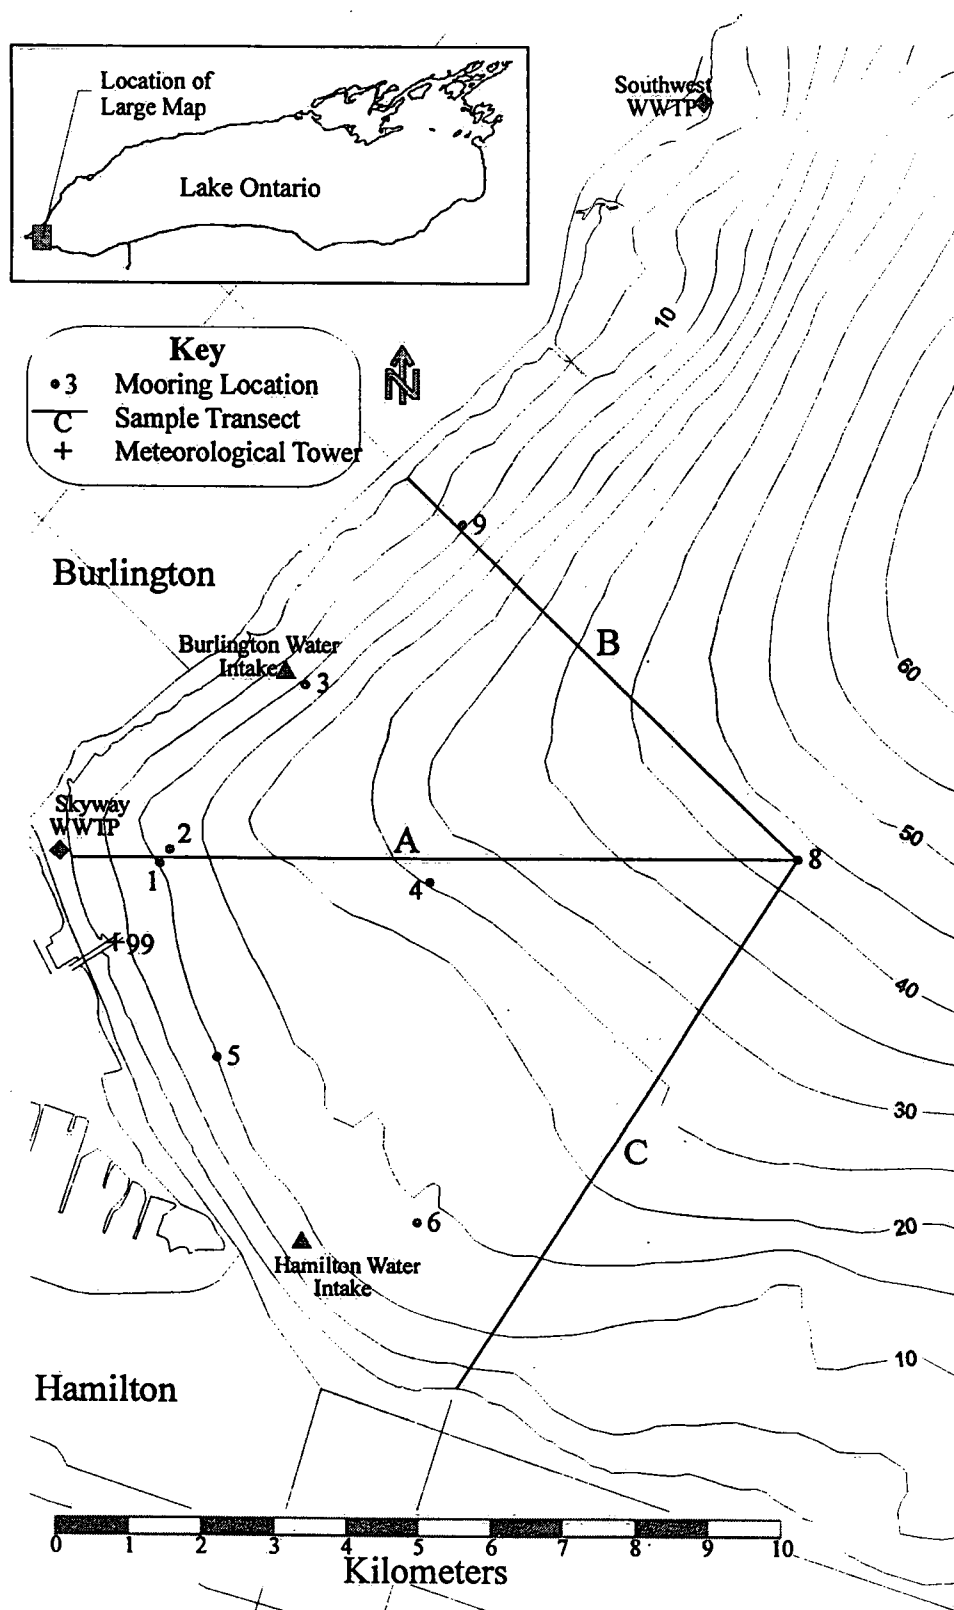 Southwest
WWTP
Location of
Large Map
Lake Ontario
10
Key
3 Mooring Location
C Sample Transect
+ Meteorological Tower
N
9
Burlington
B
Burlington Water
Intake
3
60
Skyway
WWTP
2
A
50
1
4
8
99
40
5
30
C
6
20
Hamilton Water
Intake
10
Hamilton
0 1 2 3 4 5 6 7 8 9 10
Kilometers